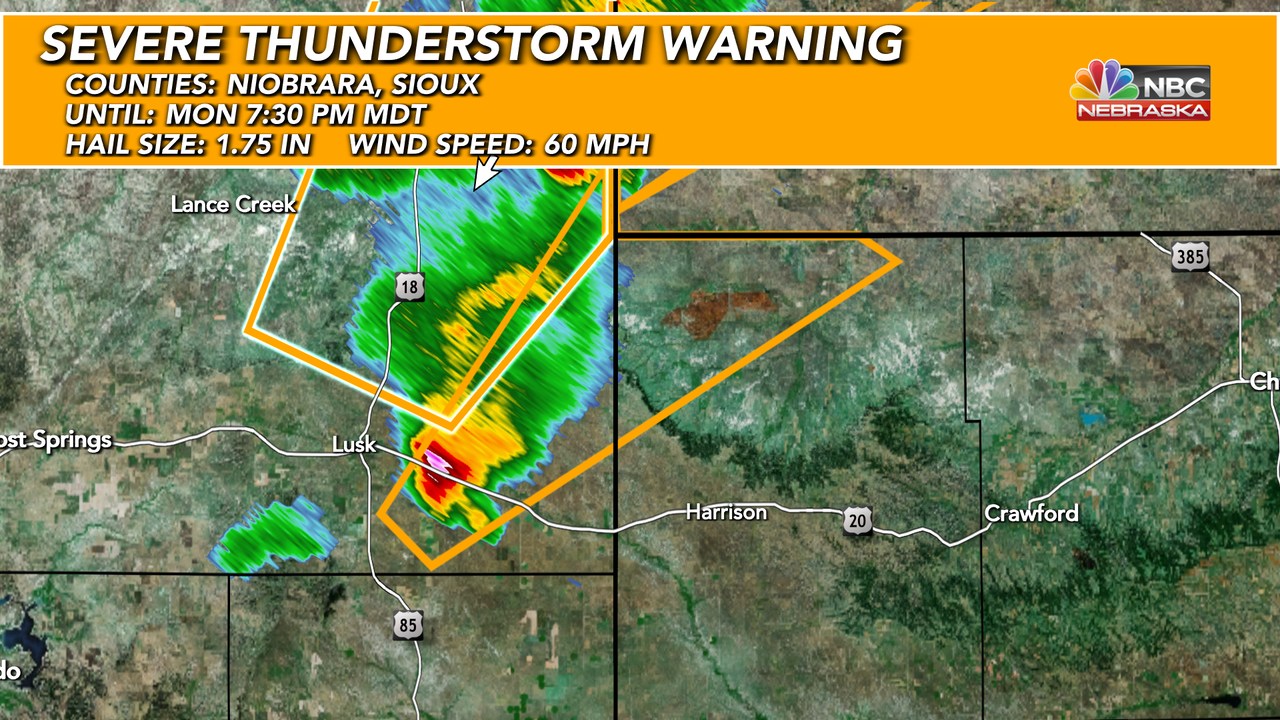 SEVERE THUNDERSTORM WARNING
COUNTIES: NIOBRARA, SIOUX
UNTIL: MON 7:30 PM MDT
HAIL SIZE: 1.75 IN WIND SPEED: 60 MPH
NBC
NEBRASKA
Lance Creek
385
18
Ch
ost Springs
Lusk
Harrison
20
Crawford
85
do